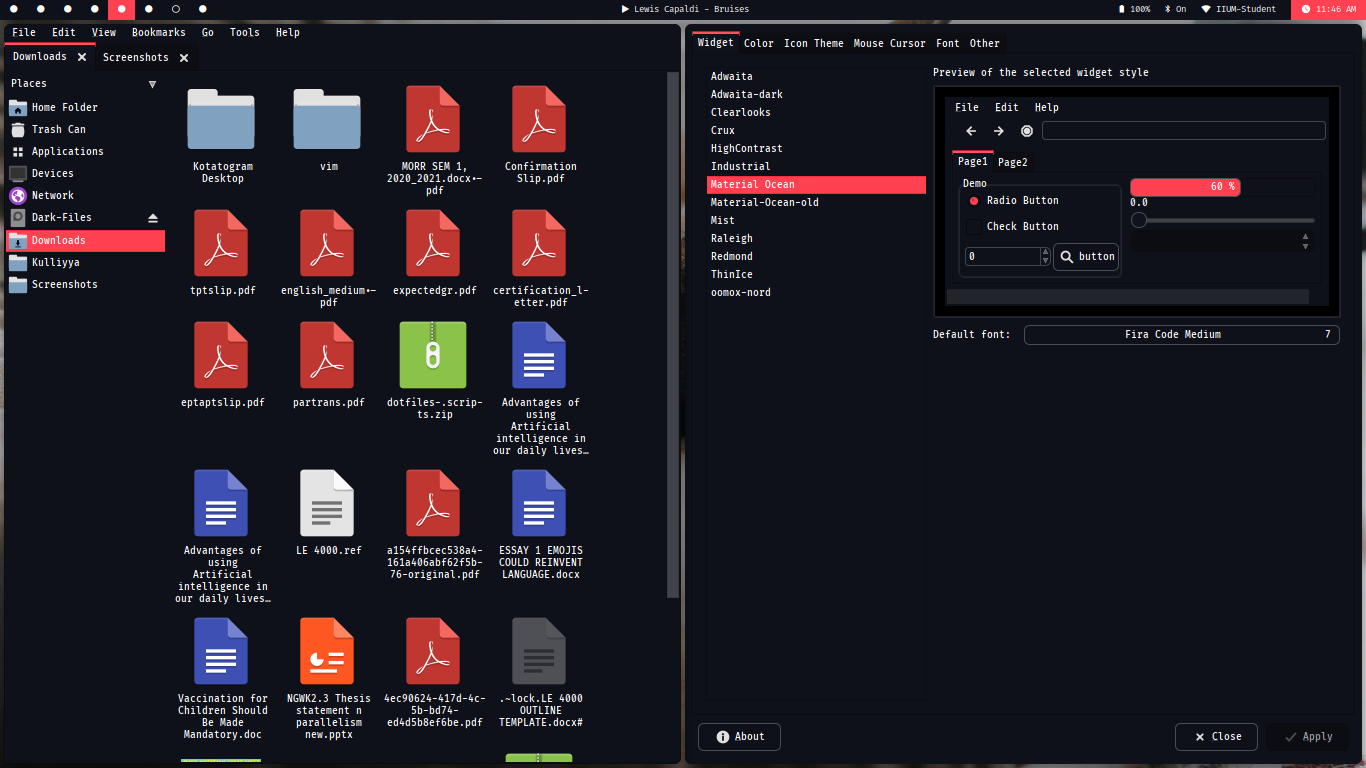 Lewis Capaldi - Bruises
100%
On
IIUM-Student
11:46 AM
File Edit View Bookmarks Go Tools Help
Downloads
Screenshots
Places
Home Folder
Trash Can
Applications
Devices
Network
Dark-Files
Downloads
Kulliyya
Screenshots
Kotatogram
Desktop
vim
MORR SEM 1,
2020_2021.docx•–
pdf
Confirmation
Slip.pdf
tptslip.pdf
english_medium•–
pdf
expectedgr.pdf
certification_l-
etter.pdf
eptaptslip.pdf
partrans.pdf
dotfiles-.scrip-
ts.zip
Advantages of
using
Artificial
intelligence in
our daily lives…
Advantages of
using
Artificial
intelligence in
our daily lives…
LE 4000.ref
a154ffbcec538a4-
161a406abf62f5b-
76-original.pdf
ESSAY 1 EMOJIS
COULD REINVENT
LANGUAGE.docx
Vaccination for
Children Should
Be Made
Mandatory.doc
NGWK2.3 Thesis
statement n
parallelism
new.pptx
4ec90624-417d-4c-
5b-bd74-
ed4d5b8ef6be.pdf
.~lock.LE 4000
OUTLINE
TEMPLATE.docx#
Widget Color Icon Theme Mouse Cursor Font Other
Adwaita
Adwaita-dark
Clearlooks
Crux
HighContrast
Industrial
Material Ocean
Material-Ocean-old
Mist
Raleigh
Redmond
ThinIce
oomox-nord
Preview of the selected widget style
File Edit Help
Page1 Page2
Demo
Radio Button
Check Button
0
button
60 %
0.0
Default font:
Fira Code Medium 7
About
Close
Apply